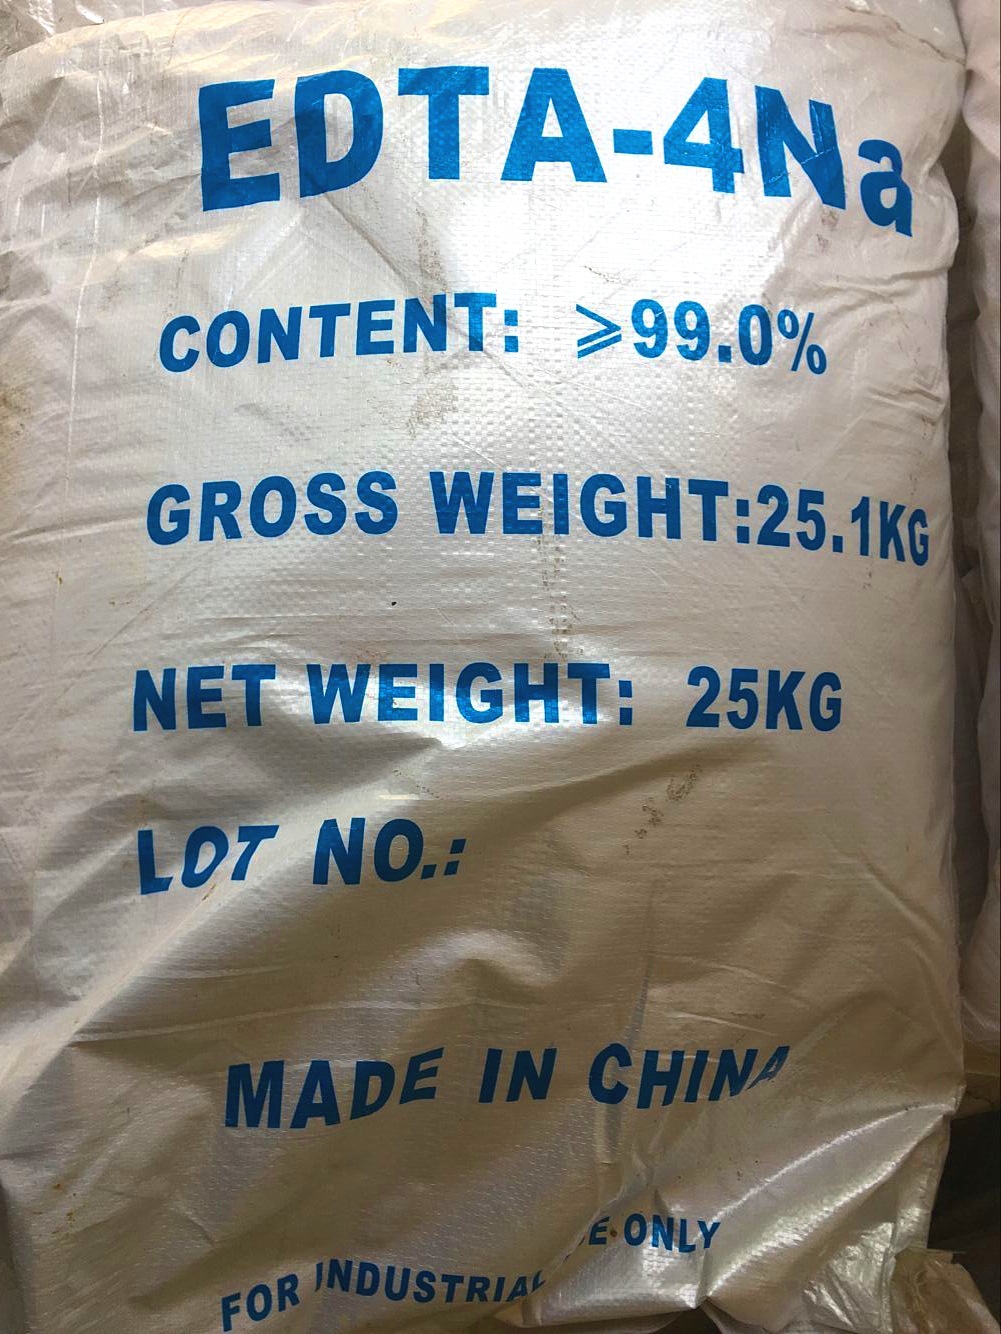 EDTA-4Na
CONTENT: ⩾99.0%
GROSS WEIGHT:25.1KG
NET WEIGHT: 25KG
LOT NO.:
MADE IN CHINA
FOR INDUSTRIAL ONLY